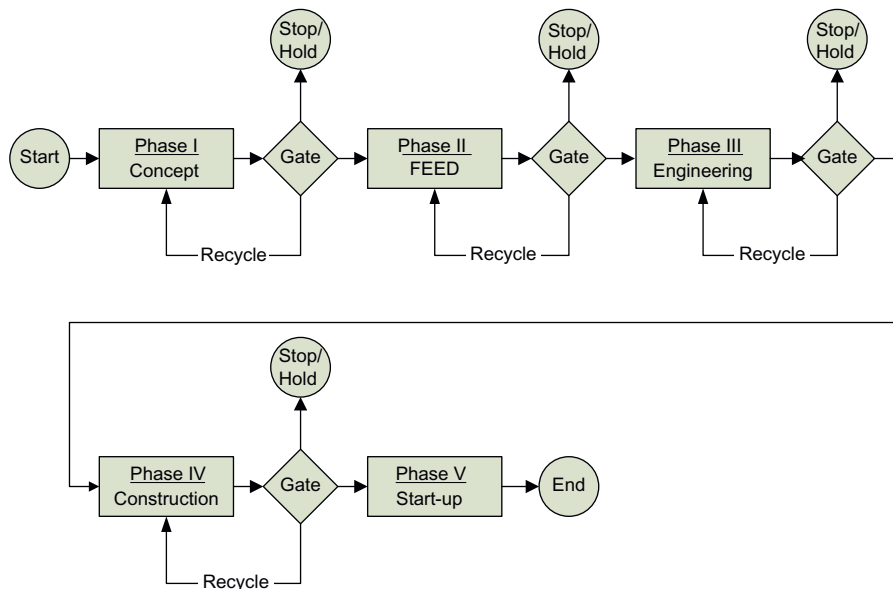 Stop/
Hold
Stop/
Hold
Stop/
Hold
Start
Phase I
Concept
Gate
Phase II
FEED
Gate
Phase III
Engineering
Gate
Recycle
Recycle
Recycle
Stop/
Hold
Phase IV
Construction
Gate
Phase V
Start-up
End
Recycle